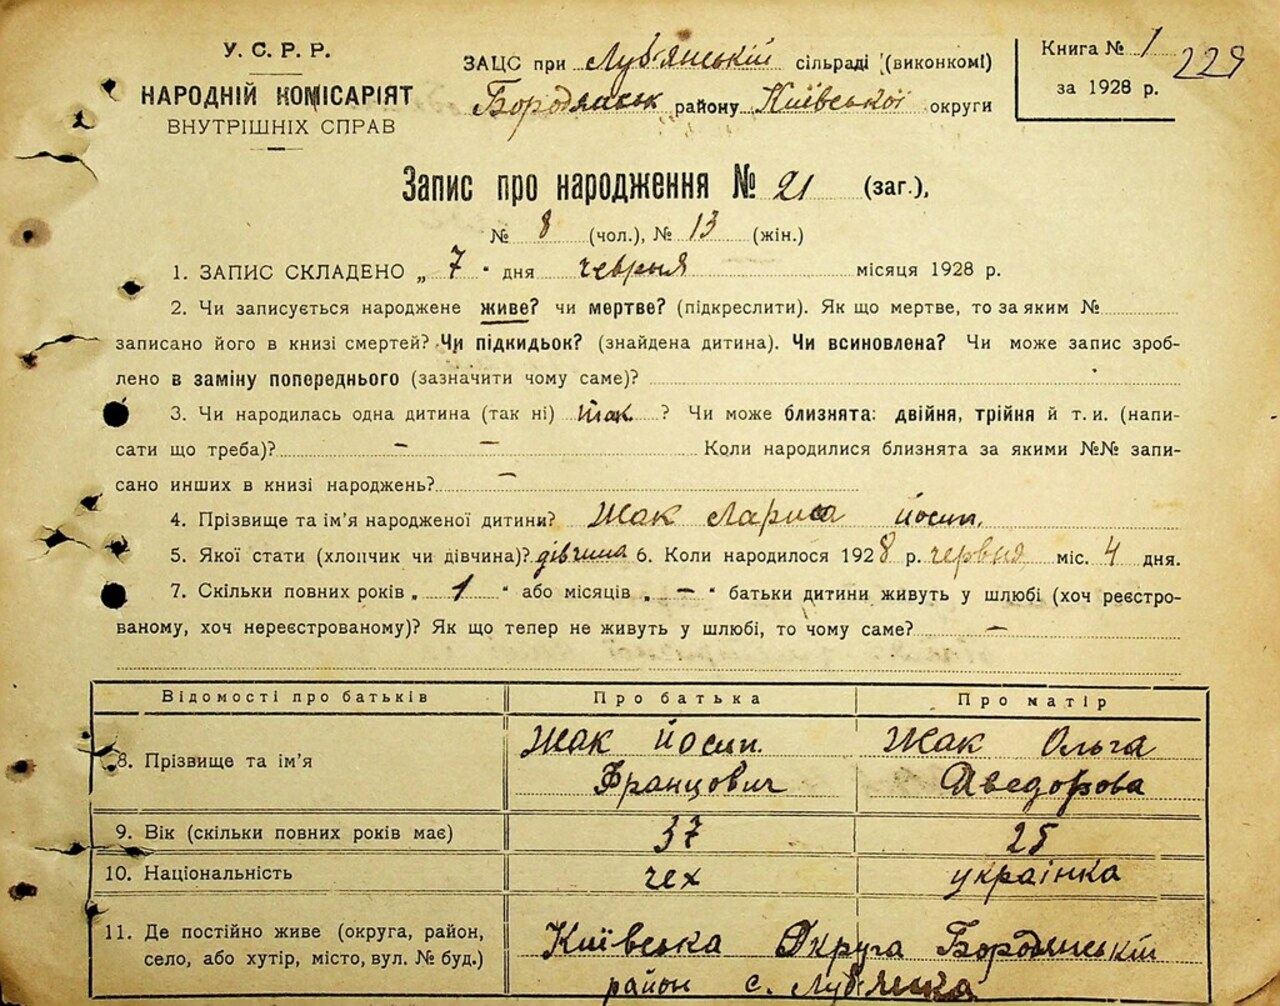 У. С. Р. Р.
НАРОДНІЙ КОМІСАРІЯТ
ВНУТРІШНІХ СПРАВ
ЗАЦС при Луб'янській сільраді (виконкомі)
Бородянськ району Київської округи
Книга № 1
за 1928 р.
229
Запис про народження № 21 (заг.),
№ 8 (чол.), № 13 (жін.)
1. ЗАПИС СКЛАДЕНО „ 7 " дня червня місяця 1928 р.
2. Чи записується народжене живе? чи мертве? (підкреслити). Як що мертве, то за яким №
записано його в книзі смертей? Чи підкидьок? (знайдена дитина). Чи всиновлена? Чи може запис зроб-
лено в заміну попереднього (зазначити чому саме)?
3. Чи народилась одна дитина (так ні) так ? Чи може близнята: двійня, трійня й т. и. (напи-
сати що треба)? – – Коли народилися близнята за якими №№ запи-
сано инших в книзі народжень? –
4. Прізвище та ім'я народженої дитини? Жак Лариса Йосип.
5. Якої стати (хлопчик чи дівчина)? дівчина 6. Коли народилося 1928 р. червня міс. 4 дня.
7. Скільки повних років „ 1 " або місяців „ – " батьки дитини живуть у шлюбі (хоч реєстро-
ваному, хоч нереєстрованому)? Як що тепер не живуть у шлюбі, то чому саме? –
Відомості про батьків Про батька Про матір
8. Прізвище та ім'я Жак Йосип. Жак Ольга
Францович Хведорова
9. Вік (скільки повних років має) 37 25
10. Національність чех українка
11. Де постійно живе (округа, район, Київська Округа Бородянський
село, або хутір, місто, вул. № буд.) район с. Луб'янка